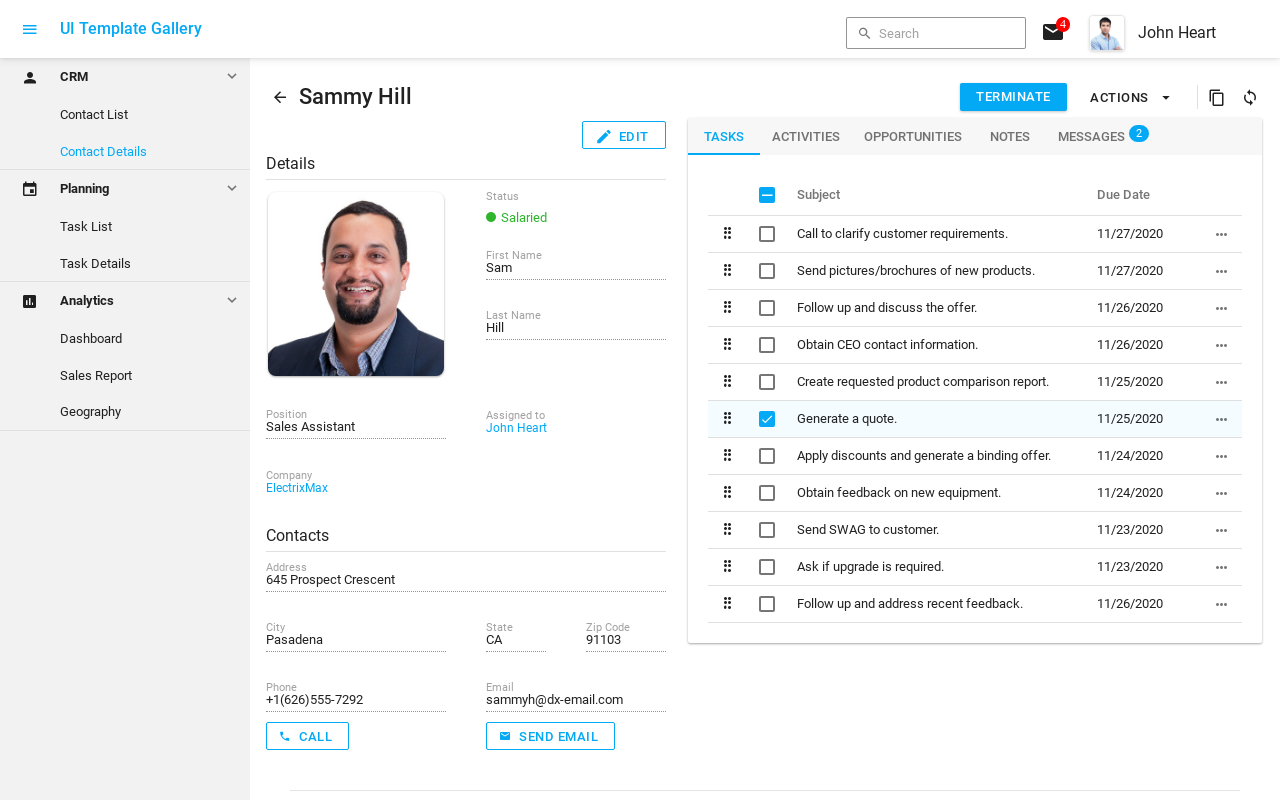 UI Template Gallery
Search
4
John Heart
CRM
Contact List
Contact Details
Planning
Task List
Task Details
Analytics
Dashboard
Sales Report
Geography
Sammy Hill
TERMINATE
ACTIONS
EDIT
Details
Status
Salaried
First Name
Sam
Last Name
Hill
Position
Sales Assistant
Assigned to
John Heart
Company
ElectrixMax
Contacts
Address
645 Prospect Crescent
City
Pasadena
State
CA
Zip Code
91103
Phone
+1(626)555-7292
Email
sammyh@dx-email.com
CALL
SEND EMAIL
TASKS ACTIVITIES OPPORTUNITIES NOTES MESSAGES 2
Subject Due Date
Call to clarify customer requirements. 11/27/2020
Send pictures/brochures of new products. 11/27/2020
Follow up and discuss the offer. 11/26/2020
Obtain CEO contact information. 11/26/2020
Create requested product comparison report. 11/25/2020
Generate a quote. 11/25/2020
Apply discounts and generate a binding offer. 11/24/2020
Obtain feedback on new equipment. 11/24/2020
Send SWAG to customer. 11/23/2020
Ask if upgrade is required. 11/23/2020
Follow up and address recent feedback. 11/26/2020